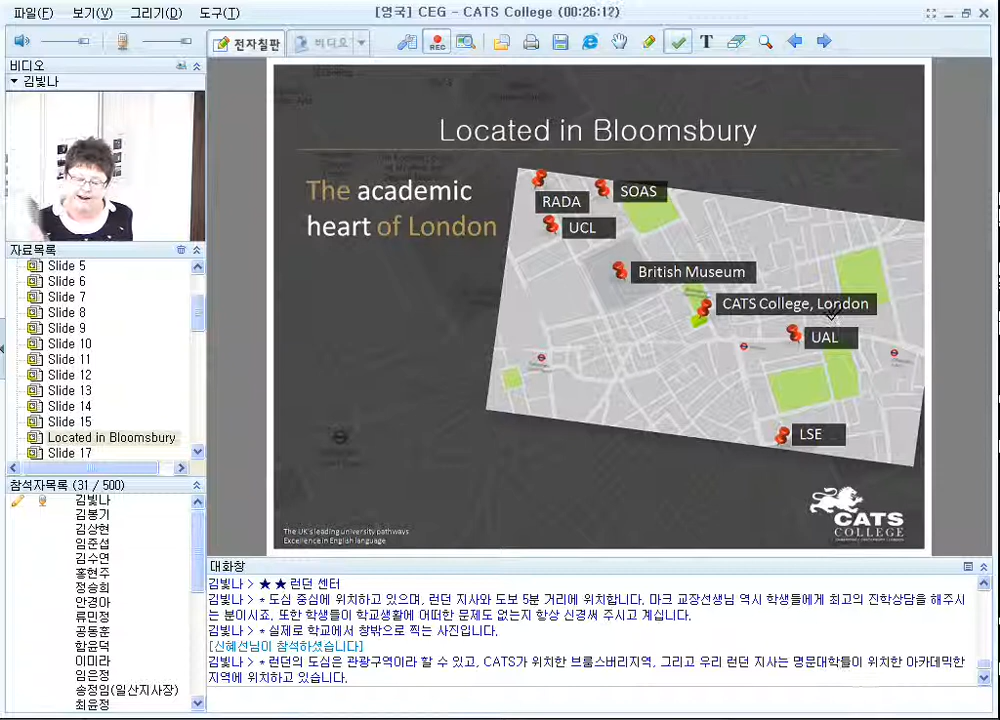 파일(F) 보기(V) 그리기(D) 도구(T) [영국] CEG - CATS College (00:26:12)
전자칠판 비디오 REC T
비디오
김빛나
자료목록
Slide 5
Slide 6
Slide 7
Slide 8
Slide 9
Slide 10
Slide 11
Slide 12
Slide 13
Slide 14
Slide 15
Located in Bloomsbury
Slide 17
참석자목록 (31 / 500)
김빛나
김봉기
김상현
임준섭
김수연
홍현주
정승희
안경마
류민정
공동훈
함윤덕
이미라
임은정
송정임(일산지사장)
최윤정
Located in Bloomsbury
The academic
heart of London
RADA
SOAS
UCL
British Museum
CATS College, London
UAL
LSE
The UK's leading university pathways
Excellence in English language
CATS
COLLEGE
대화창
김빛나 > ★★런던 센터
김빛나 > * 도심 중심에 위치하고 있으며, 런던 지사와 도보 5분 거리에 위치합니다. 마크 교장선생님 역시 학생들에게 최고의 진학상담을 해주시
는 분이시죠. 또한 학생들이 학교생활에 어떠한 문제도 없는지 항상 신경써 주시고 계십니다.
김빛나 > * 실제로 학교에서 창밖으로 찍는 사진입니다.
[신혜선님이 참석하셨습니다]
김빛나 > * 런던의 도심은 관광구역이라 할 수 있고, CATS가 위치한 브룸스버리지역, 그리고 우리 런던 지사는 명문대학들이 위치한 아카데믹한
지역에 위치하고 있습니다.